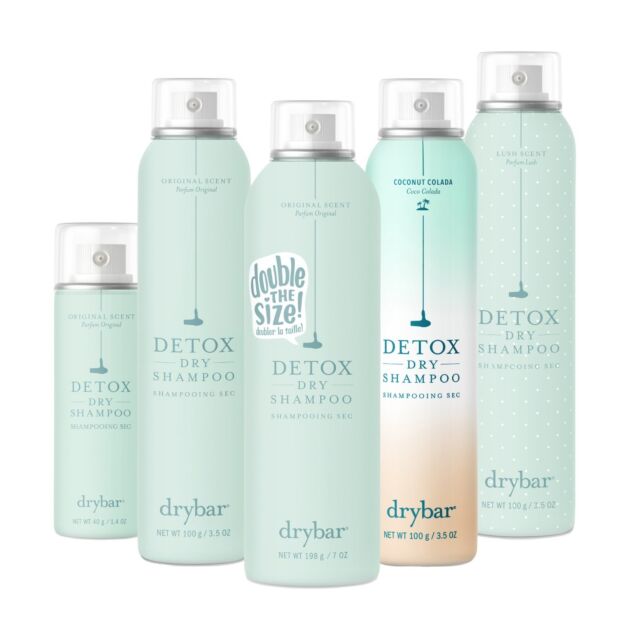 ORIGINAL SCENT
Parfum Original
DETOX
DRY
SHAMPOO
SHAMPOOING SEC
drybar®
NET WT 40 g / 1.4 OZ
ORIGINAL SCENT
Parfum Original
DETOX
DRY
SHAMPOO
SHAMPOOING SEC
drybar®
NET WT 100 g / 3.5 OZ
ORIGINAL SCENT
Parfum Original
double
THE
SIZE!
doubler la taille!
DETOX
DRY
SHAMPOO
SHAMPOOING SEC
drybar®
NET WT 198 g / 7 OZ
COCONUT COLADA
Coco Colada
DETOX
DRY
SHAMPOO
SHAMPOOING SEC
drybar®
NET WT 100 g / 3.5 OZ
LUSH SCENT
Parfum Lush
DETOX
DRY
SHAMPOO
SHAMPOOING SEC
drybar®
NET WT 100 g / 3.5 OZ